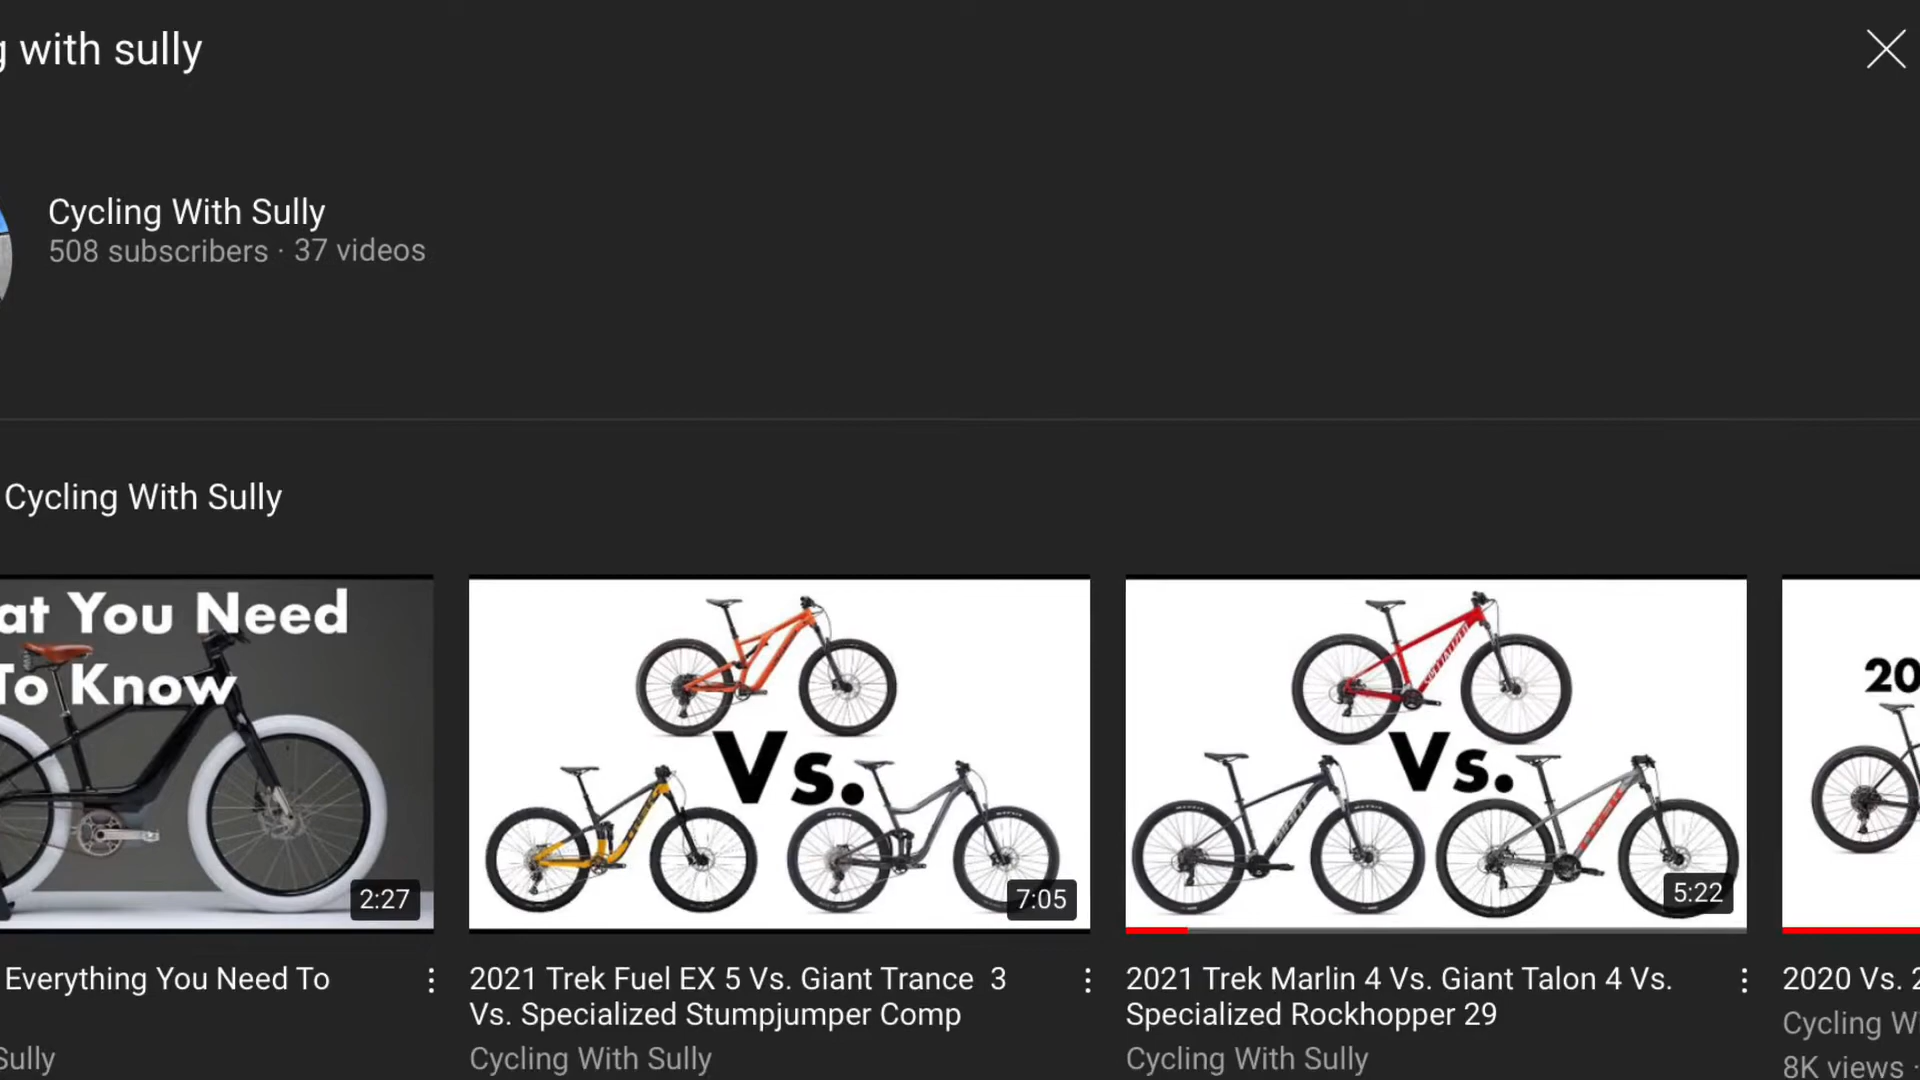 g with sully
Cycling With Sully
508 subscribers · 37 videos
Cycling With Sully
at You Need
To Know
2:27
Vs.
7:05
SPECIALIZED
Vs.
5:22
20
Everything You Need To
Sully
2021 Trek Fuel EX 5 Vs. Giant Trance 3
Vs. Specialized Stumpjumper Comp
Cycling With Sully
2021 Trek Marlin 4 Vs. Giant Talon 4 Vs.
Specialized Rockhopper 29
Cycling With Sully
2020 Vs. 2
Cycling W
8K views ·